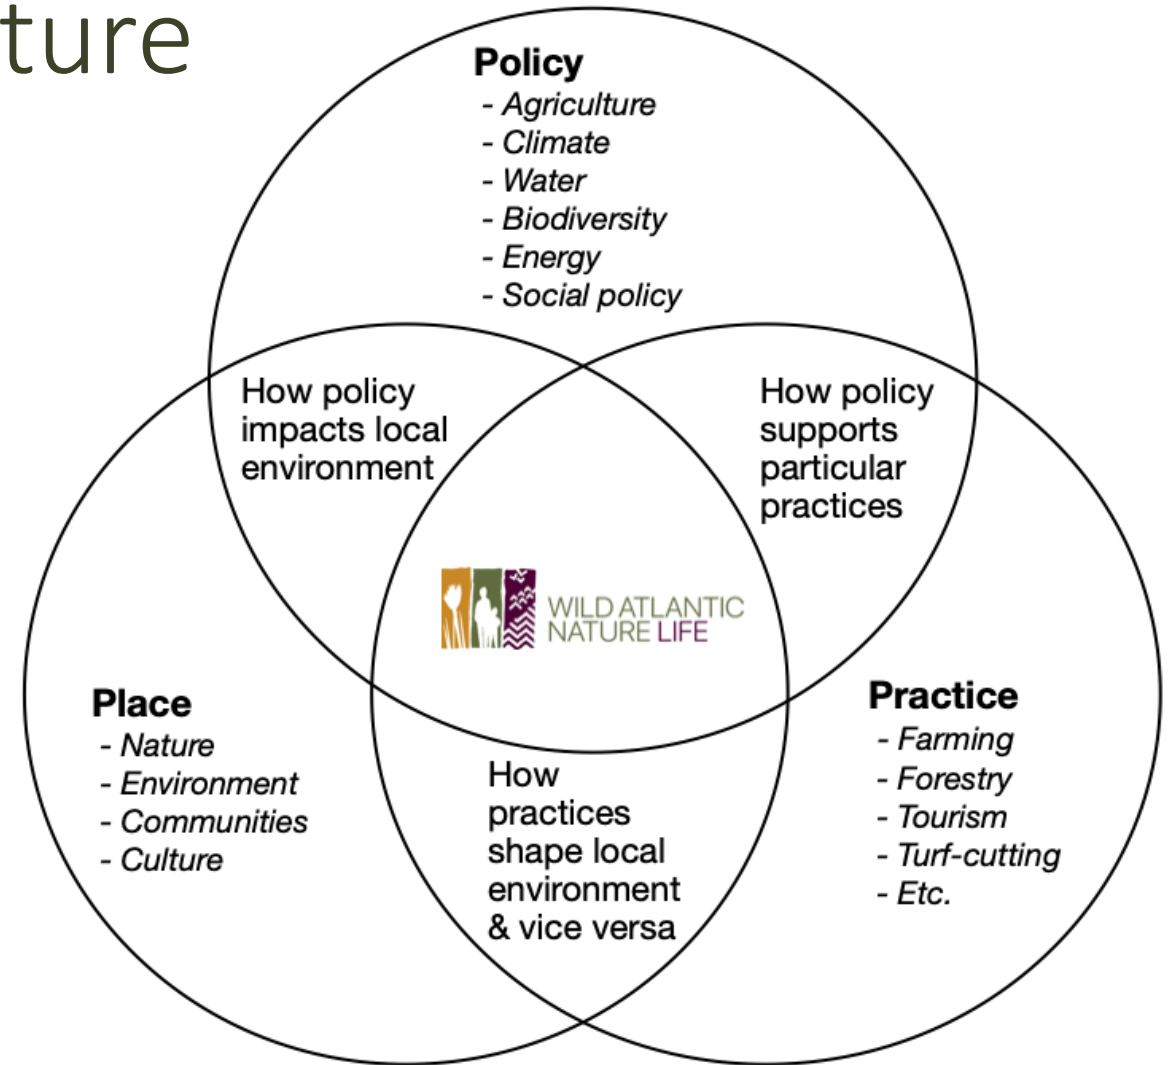 ture
Policy
- Agriculture
- Climate
- Water
- Biodiversity
- Energy
- Social policy
How policy
impacts local
environment
How policy
supports
particular
practices
WILD ATLANTIC
NATURE LIFE
Place
- Nature
- Environment
- Communities
- Culture
Practice
- Farming
- Forestry
- Tourism
- Turf-cutting
- Etc.
How
practices
shape local
environment
& vice versa